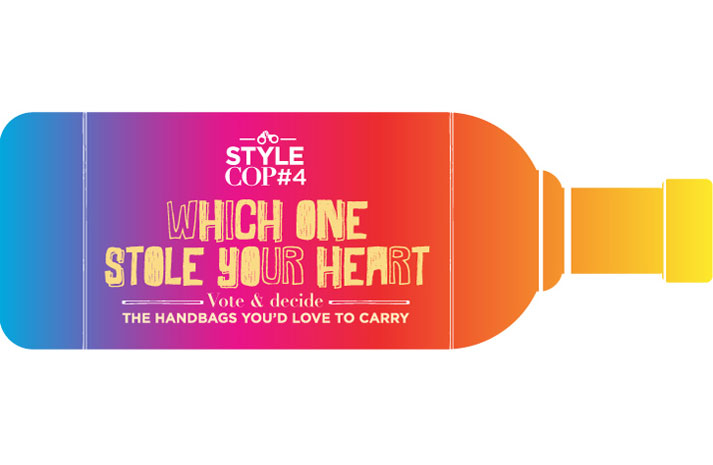 STYLE
COP#4
WHICH ONE
STOLE YOUR HEART
Vote & decide
THE HANDBAGS YOU'D LOVE TO CARRY